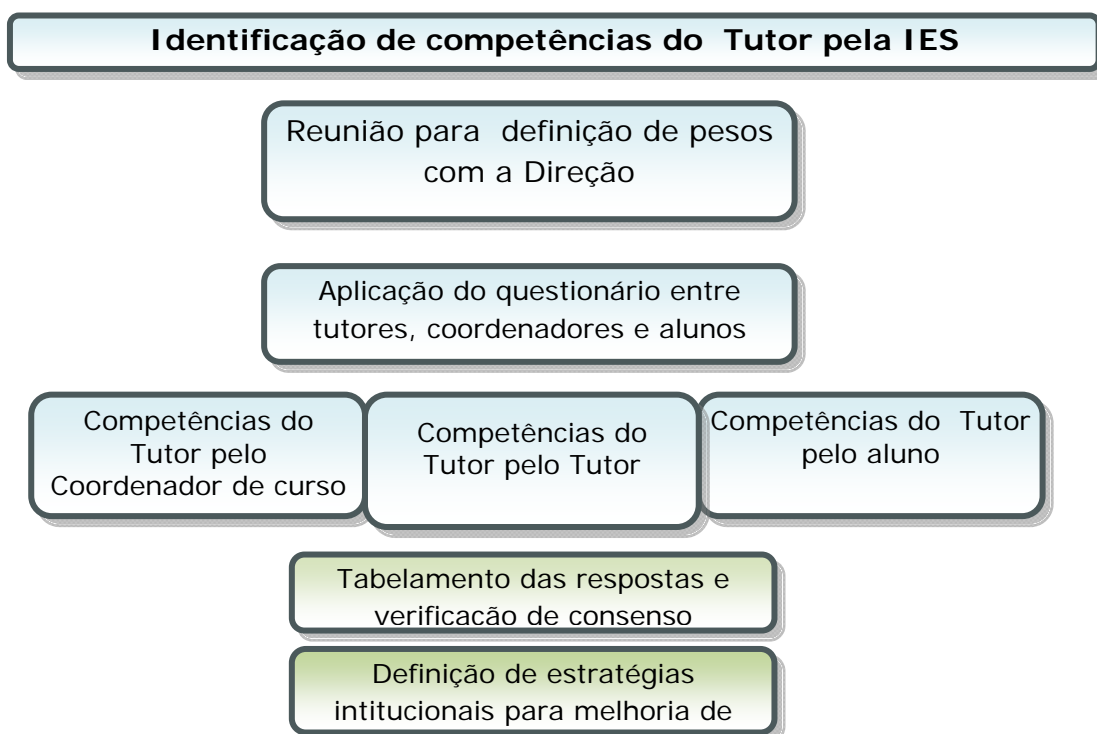 Identificação de competências do Tutor pela IES
Reunião para definição de pesos
com a Direção
Aplicação do questionário entre
tutores, coordenadores e alunos
Competências do
Tutor pelo
Coordenador de curso
Competências do
Tutor pelo Tutor
Competências do Tutor
pelo aluno
Tabelamento das respostas e
verificação de consenso
Definição de estratégias
intitucionais para melhoria de